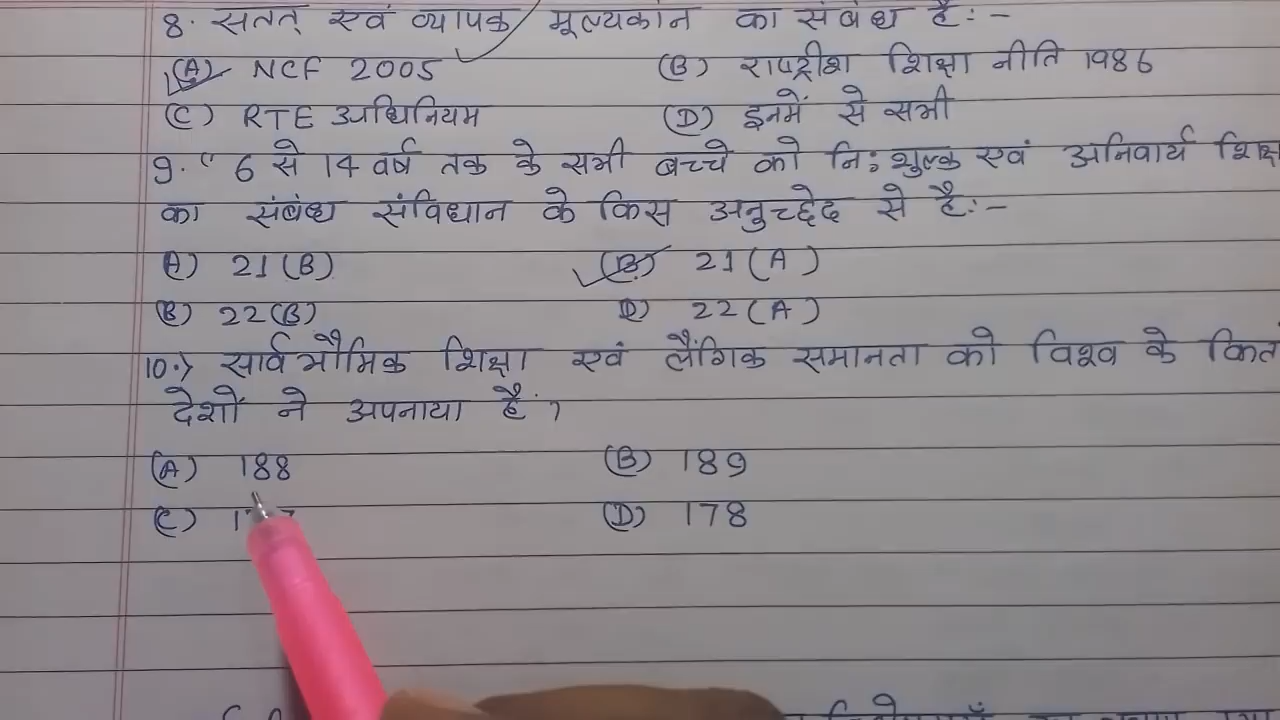 8. सतत् एवं व्यापक मूल्यकांन का संबंध है:-
(A) NCF 2005 (B) राष्ट्रीश शिक्षा नीति 1986
(C) RTE अधिनियम (D) इनमें से सभी
9. " 6 से 14 वर्ष तक के सभी बच्चे को नि: शुल्क एवं अनिवार्य शिक्ष
का संबंध संविधान के किस अनुच्छेद से है:-
A) 21(B) (B) 21(A)
(B) 22(B) D) 22(A)
10.> सार्वभौमिक शिक्षा एवं लैंगिक समानता को विश्व के कित
देशों ने अपनाया है ?
(A) 188 (B) 189
(C) (D) 178